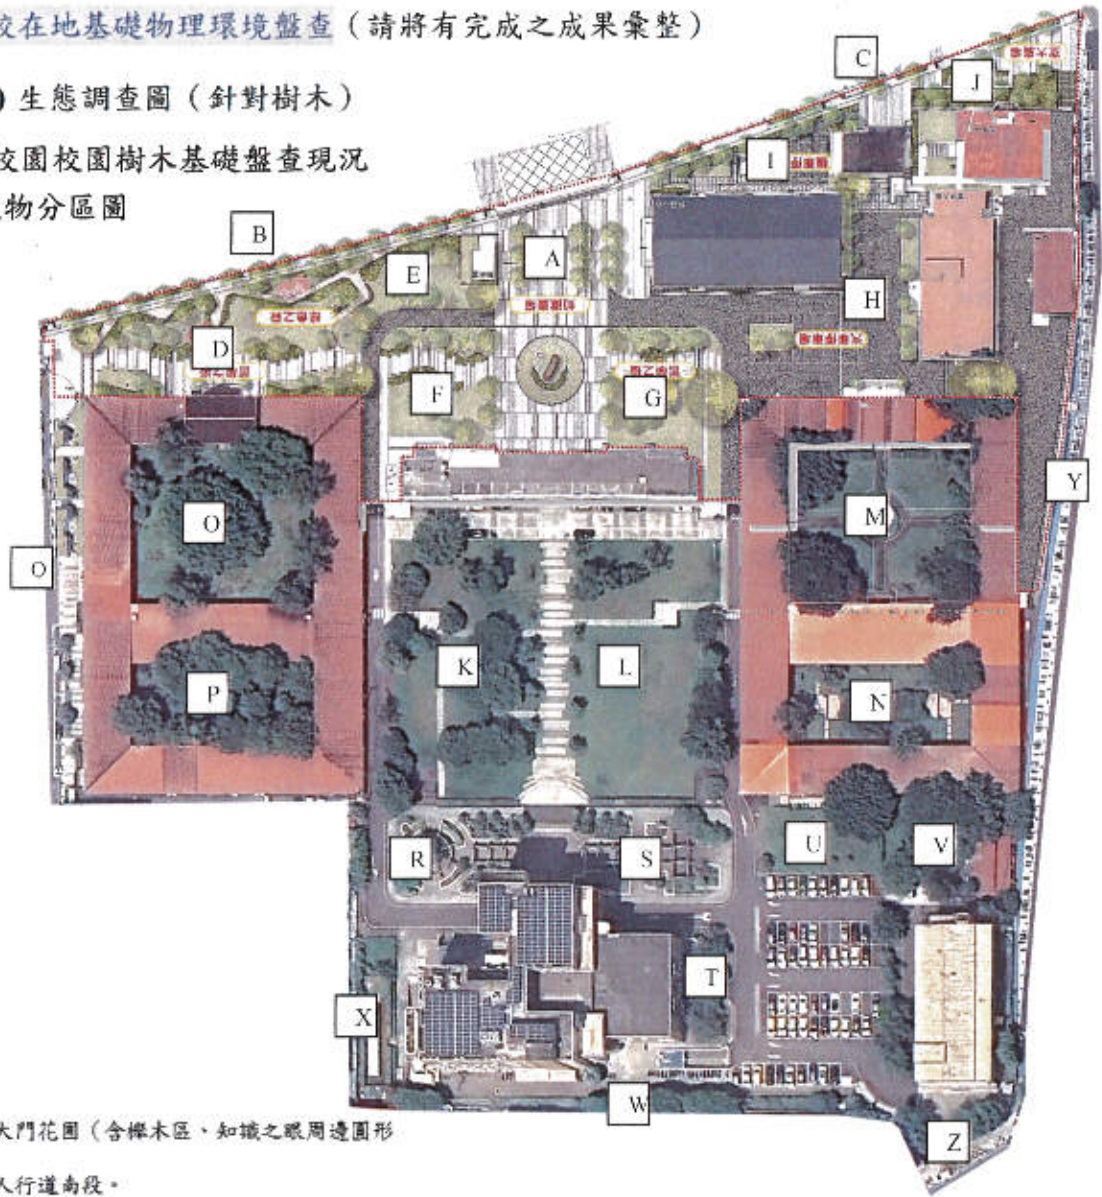 校在地基礎物理環境盤查（請將有完成之成果彙整）
）生態調查圖（針對樹木）
校園校園樹木基礎盤查現況
物分區圖
C
J
I
B
A
E
H
D
F
G
Y
O
M
Q
K
L
P
N
R
S
U
V
T
X
W
Z
大門花圃（含櫸木區、知識之眼周邊圓形
人行道南段。